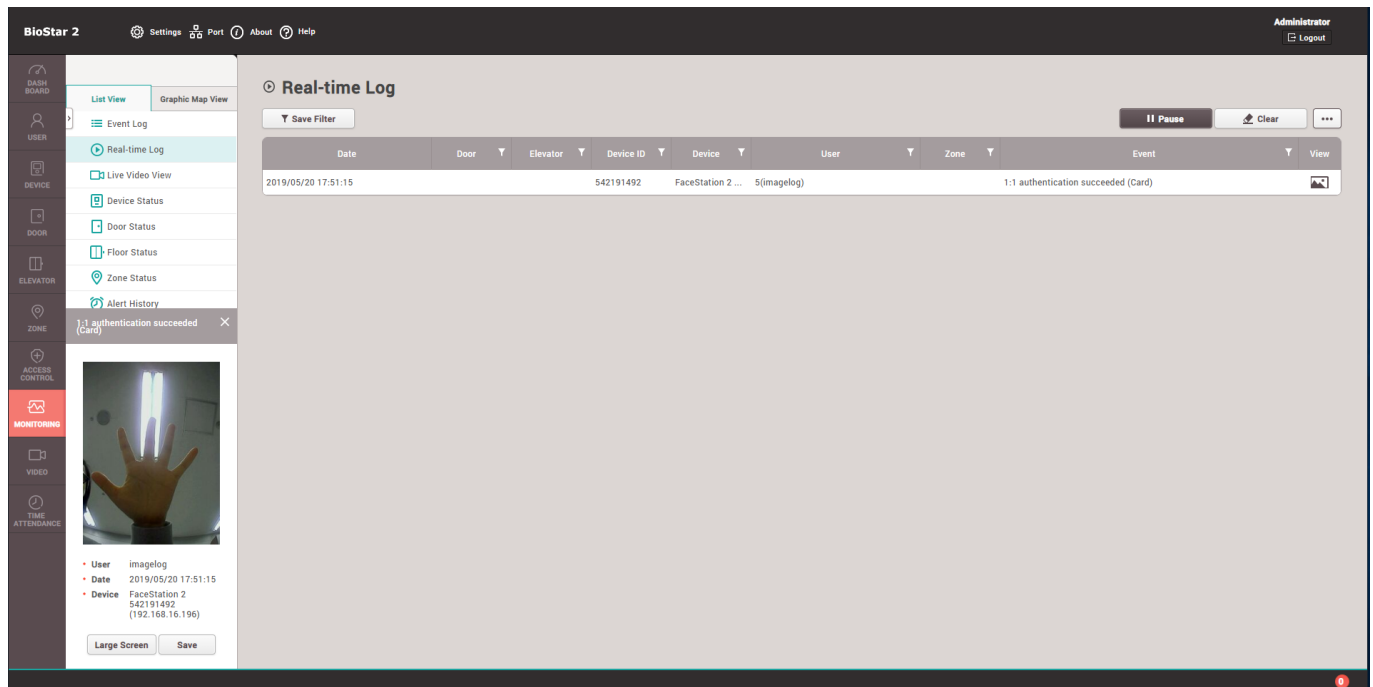 BioStar 2
Settings Port About Help
Administrator
Logout
DASH
BOARD
USER
DEVICE
DOOR
ELEVATOR
ZONE
ACCESS
CONTROL
MONITORING
VIDEO
TIME
ATTENDANCE
List View Graphic Map View
Event Log
Real-time Log
Live Video View
Device Status
Door Status
Floor Status
Zone Status
Alert History
1:1 authentication succeeded
(Card)
• User imagelog
• Date 2019/05/20 17:51:15
• Device FaceStation 2
542191492
(192.168.16.196)
Large Screen Save
Real-time Log
Save Filter
Pause Clear ...
Date Door Elevator Device ID Device User Zone Event View
2019/05/20 17:51:15 542191492 FaceStation 2 ... 5(imagelog) 1:1 authentication succeeded (Card)
0